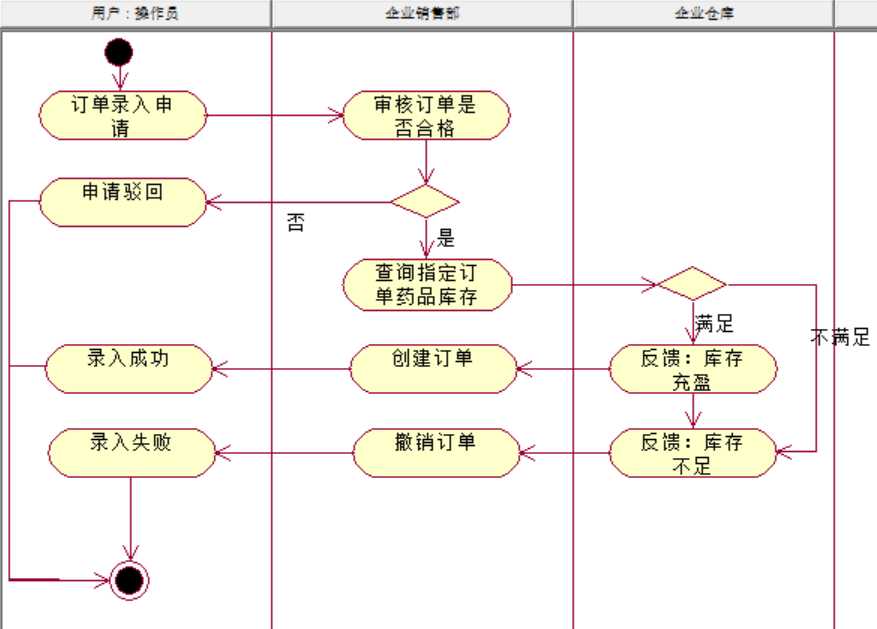 用户：操作员
企业销售部
企业仓库
订单录入申
请
审核订单是
否合格
申请驳回
否
是
查询指定订
单药品库存
满足
不满足
录入成功
创建订单
反馈：库存
充盈
录入失败
撤销订单
反馈：库存
不足